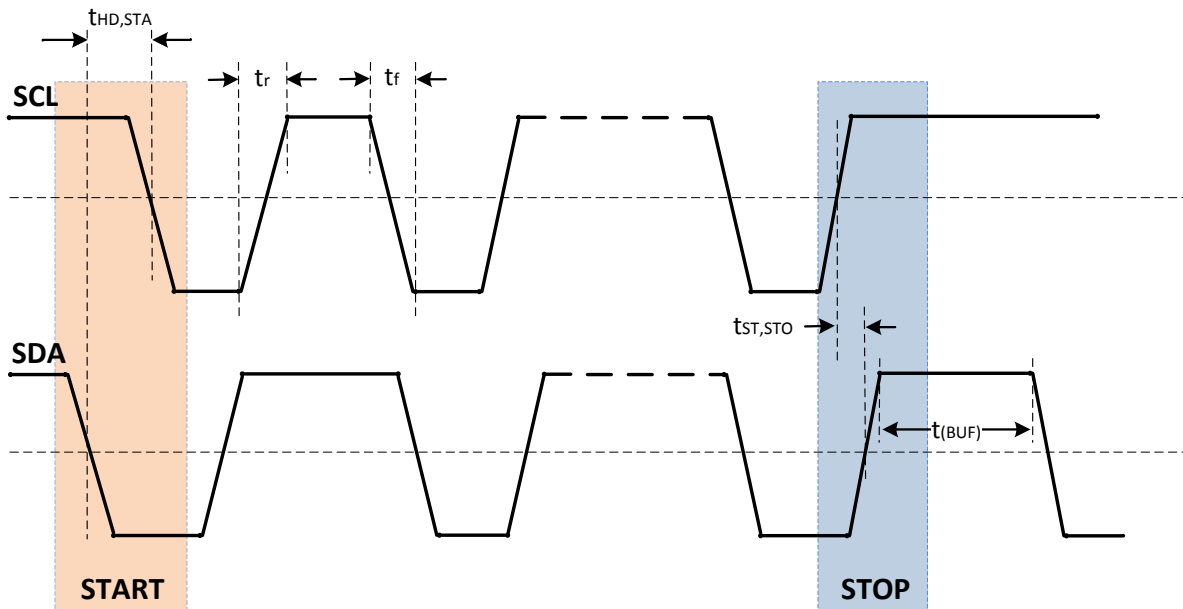 tHD,STA
tr
tf
SCL
tST,STO
SDA
t(BUF)
START
STOP